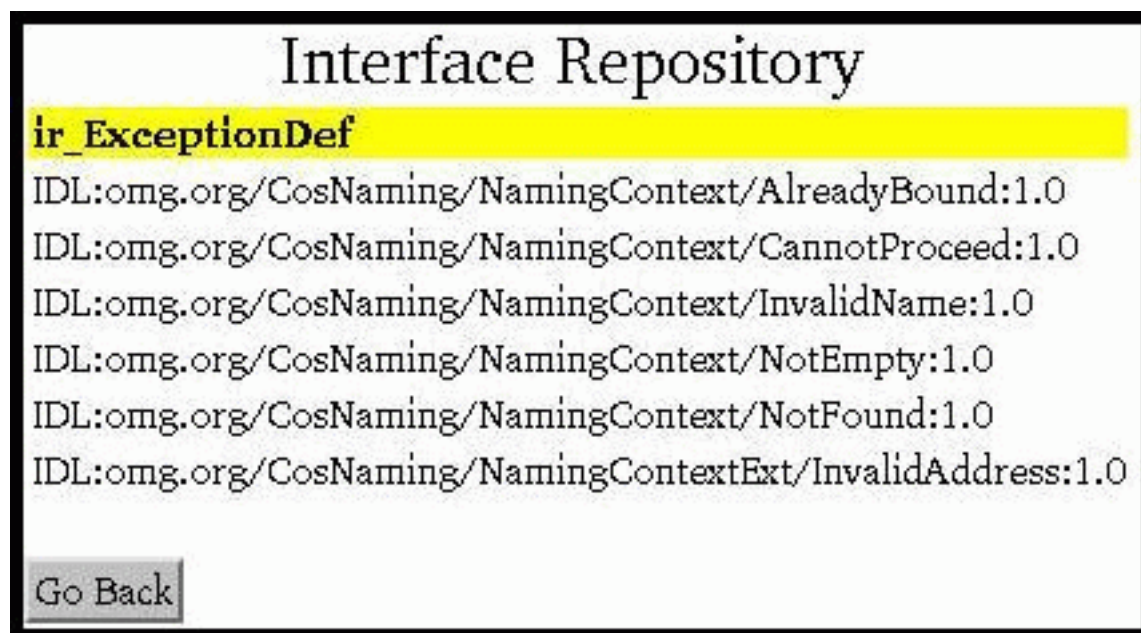 Interface Repository
ir_ExceptionDef
IDL:omg.org/CosNaming/NamingContext/AlreadyBound:1.0
IDL:omg.org/CosNaming/NamingContext/CannotProceed:1.0
IDL:omg.org/CosNaming/NamingContext/InvalidName:1.0
IDL:omg.org/CosNaming/NamingContext/NotEmpty:1.0
IDL:omg.org/CosNaming/NamingContext/NotFound:1.0
IDL:omg.org/CosNaming/NamingContextExt/InvalidAddress:1.0
Go Back